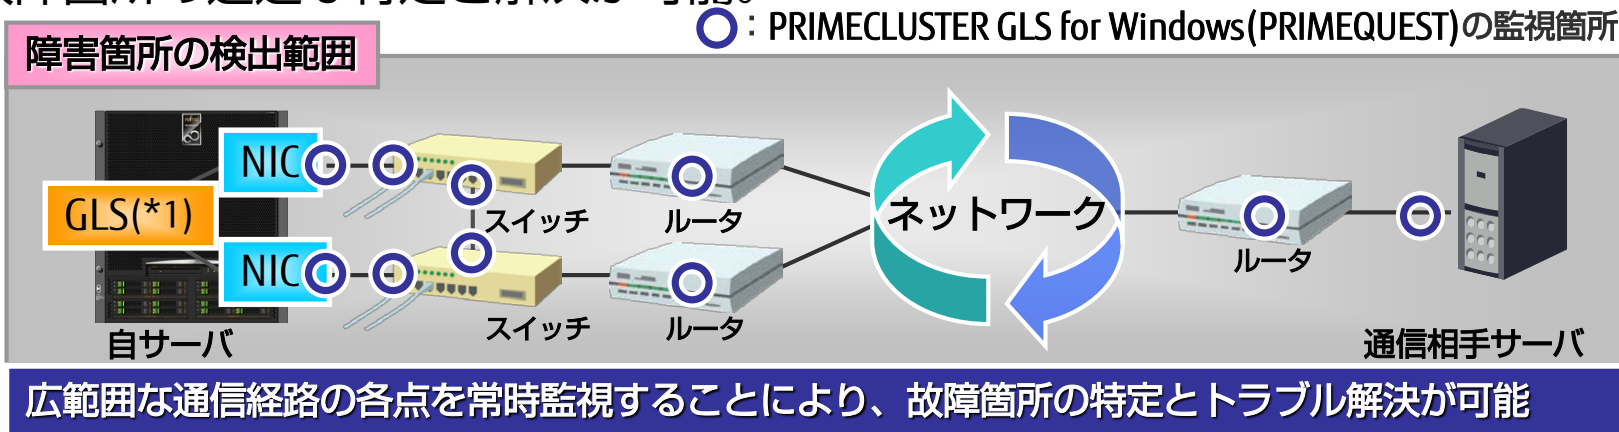 ：PRIMECLUSTER GLS for Windows(PRIMEQUEST)の監視箇所
障害箇所の検出範囲
NIC
GLS(*1)
NIC
自サーバ
スイッチ
スイッチ
ルータ
ルータ
ネットワーク
ルータ
通信相手サーバ
広範囲な通信経路の各点を常時監視することにより、故障箇所の特定とトラブル解決が可能